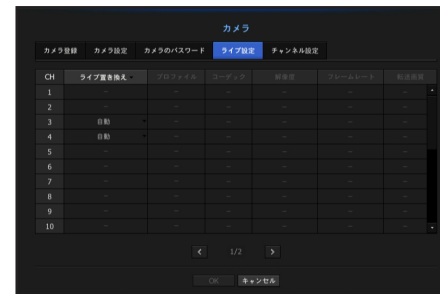 カメラ
カメラ登録 カメラ設定 カメラのパスワード ライブ設定 チャンネル設定
CH ライブ置き換え プロファイル コーデック 解像度 フレームレート 転送画質
1 -- -- -- -- -- --
2 -- -- -- -- -- --
3 自動 -- -- -- -- --
4 自動 -- -- -- -- --
5 -- -- -- -- -- --
6 -- -- -- -- -- --
7 -- -- -- -- -- --
8 -- -- -- -- -- --
9 -- -- -- -- -- --
10 -- -- -- -- -- --
< 1/2 >
OK キャンセル